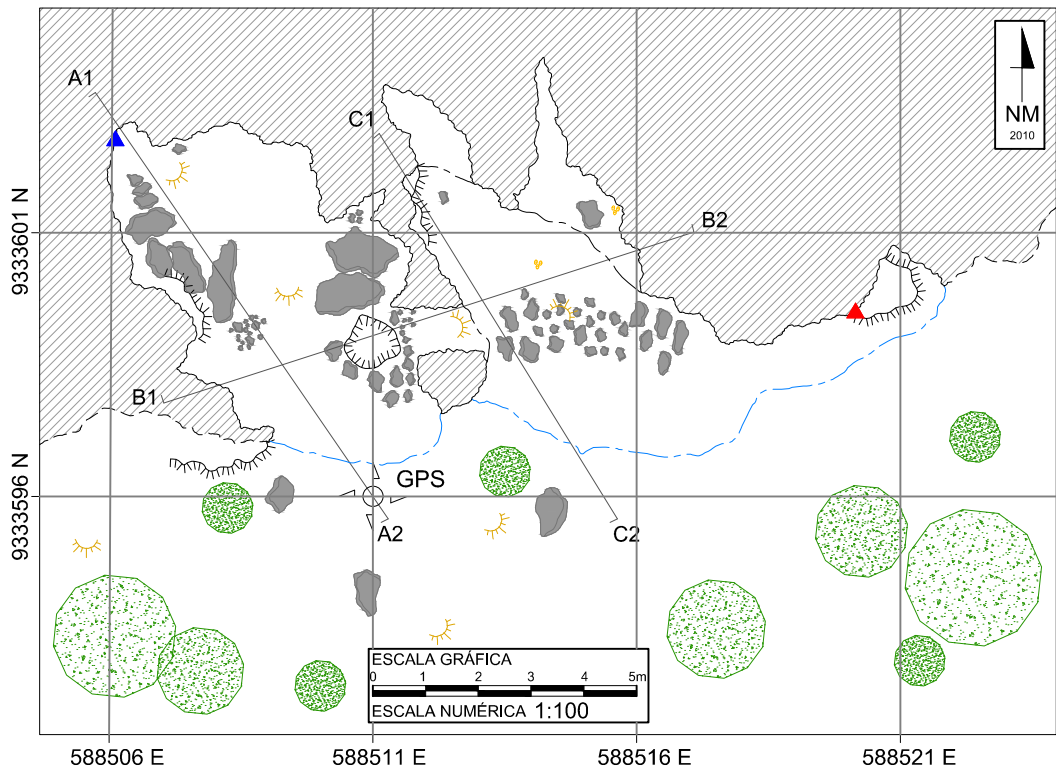 A1
C1
NM
2010
B2
9333601 N
B1
GPS
A2
C2
9333596 N
ESCALA GRÁFICA
0 1 2 3 4 5m
ESCALA NUMÉRICA 1:100
588506 E 588511 E 588516 E 588521 E